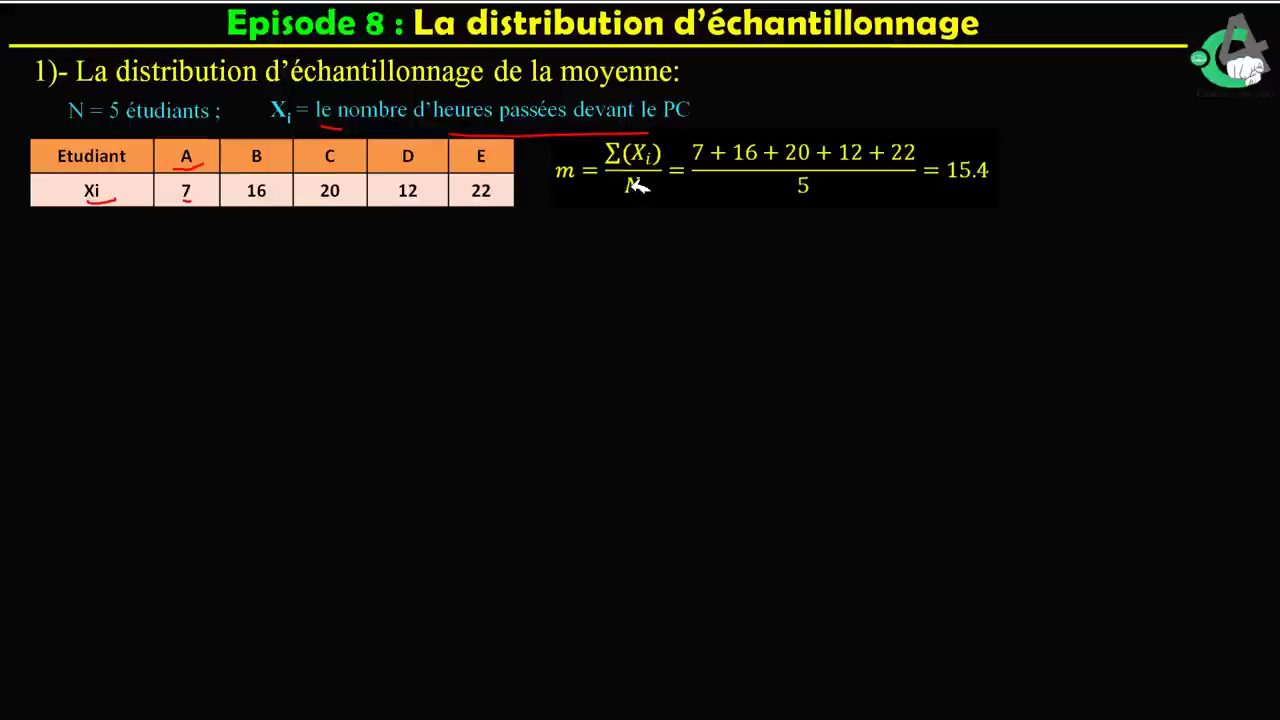 Episode 8 : La distribution d'échantillonnage
1)- La distribution d'échantillonnage de la moyenne:
N = 5 étudiants ; Xᵢ = le nombre d'heures passées devant le PC
Etudiant A B C D E
Xi 7 16 20 12 22
m = ∑(Xᵢ) / N = 7 + 16 + 20 + 12 + 22 / 5 = 15.4